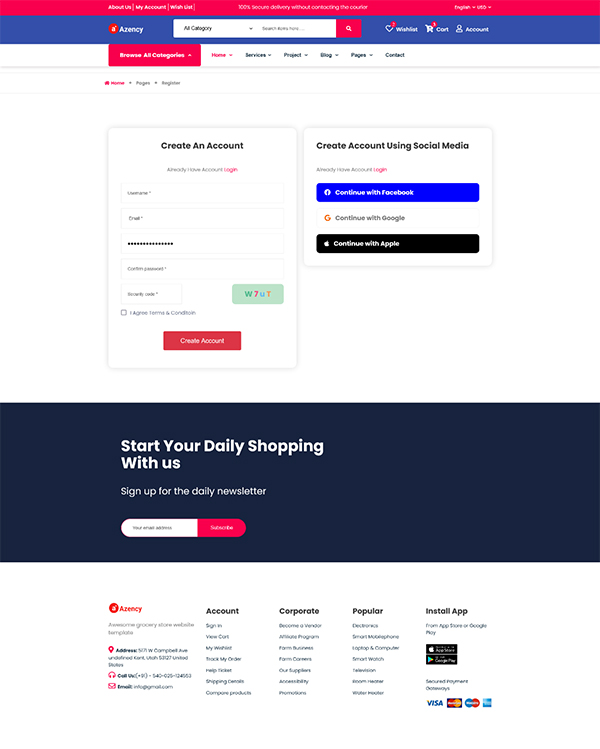 About Us | My Account | Wish List |
100% Secure delivery without contacting the courier
English
USD
Azency
All Category
Search items here ....
2
Wishlist
Cart
Account
Browse All Categories
Home
Services
Project
Blog
Pages
Contact
Home
Pages
Register
Create An Account
Already Have Account Login
Username *
Email *
Confirm password *
Security code *
W7uT
I Agree Terms & Conditoin
Create Account
Create Account Using Social Media
Already Have Account Login
Continue with Facebook
Continue with Google
Continue with Apple
Start Your Daily Shopping
With us
Sign up for the daily newsletter
Your email address
Subscribe
Azency
Awesome grocery store website
template
Address: 5171 W Campbell Ave
undefined Kent, Utah 53127 United
States
Call Us:(+91) - 540-025-124553
Email: info@gmail.com
Account
Sign In
View Cart
My Wishlist
Track My Order
Help Ticket
Shipping Details
Compare products
Corporate
Become a Vendor
Affiliate Program
Farm Business
Farm Careers
Our Suppliers
Accessibility
Promotions
Popular
Electronics
Smart Mobilephone
Laptop & Computer
Smart Watch
Television
Room Heater
Water Heater
Install App
From App Store or Google
Play
App Store
Google Play
Secured Payment
Gateways
VISA